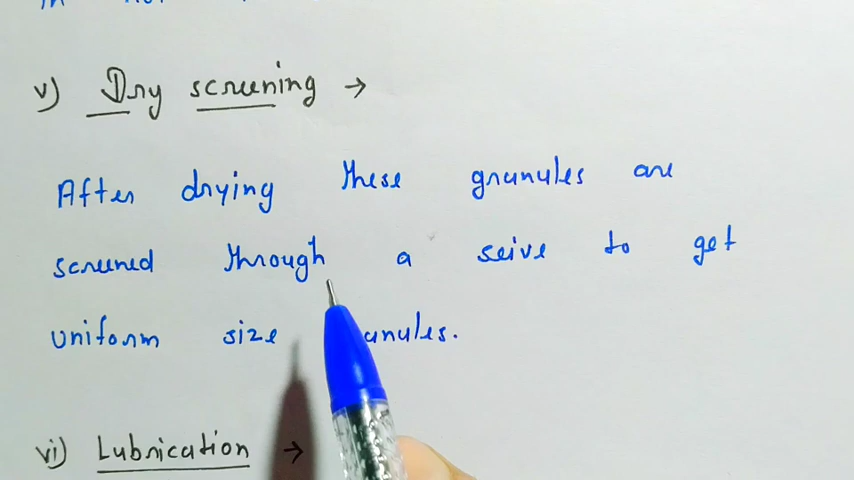 v) Dry screening →
After drying these granules are
screened through a seive to get
uniform size
vi) Lubrication →